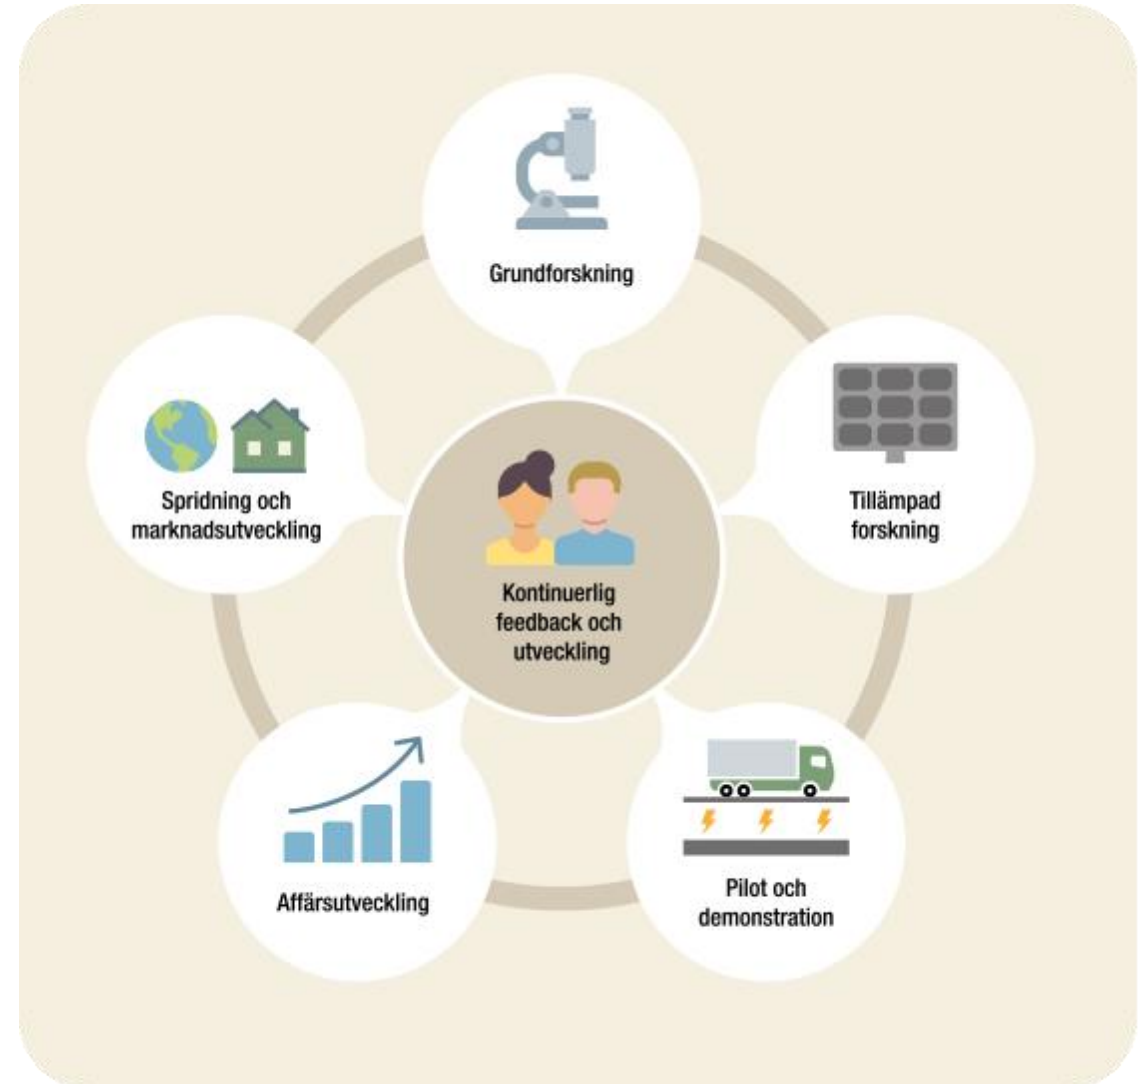 Grundforskning
Tillämpad
forskning
Pilot och
demonstration
Affärsutveckling
Spridning och
marknadsutveckling
Kontinuerlig
feedback och
utveckling